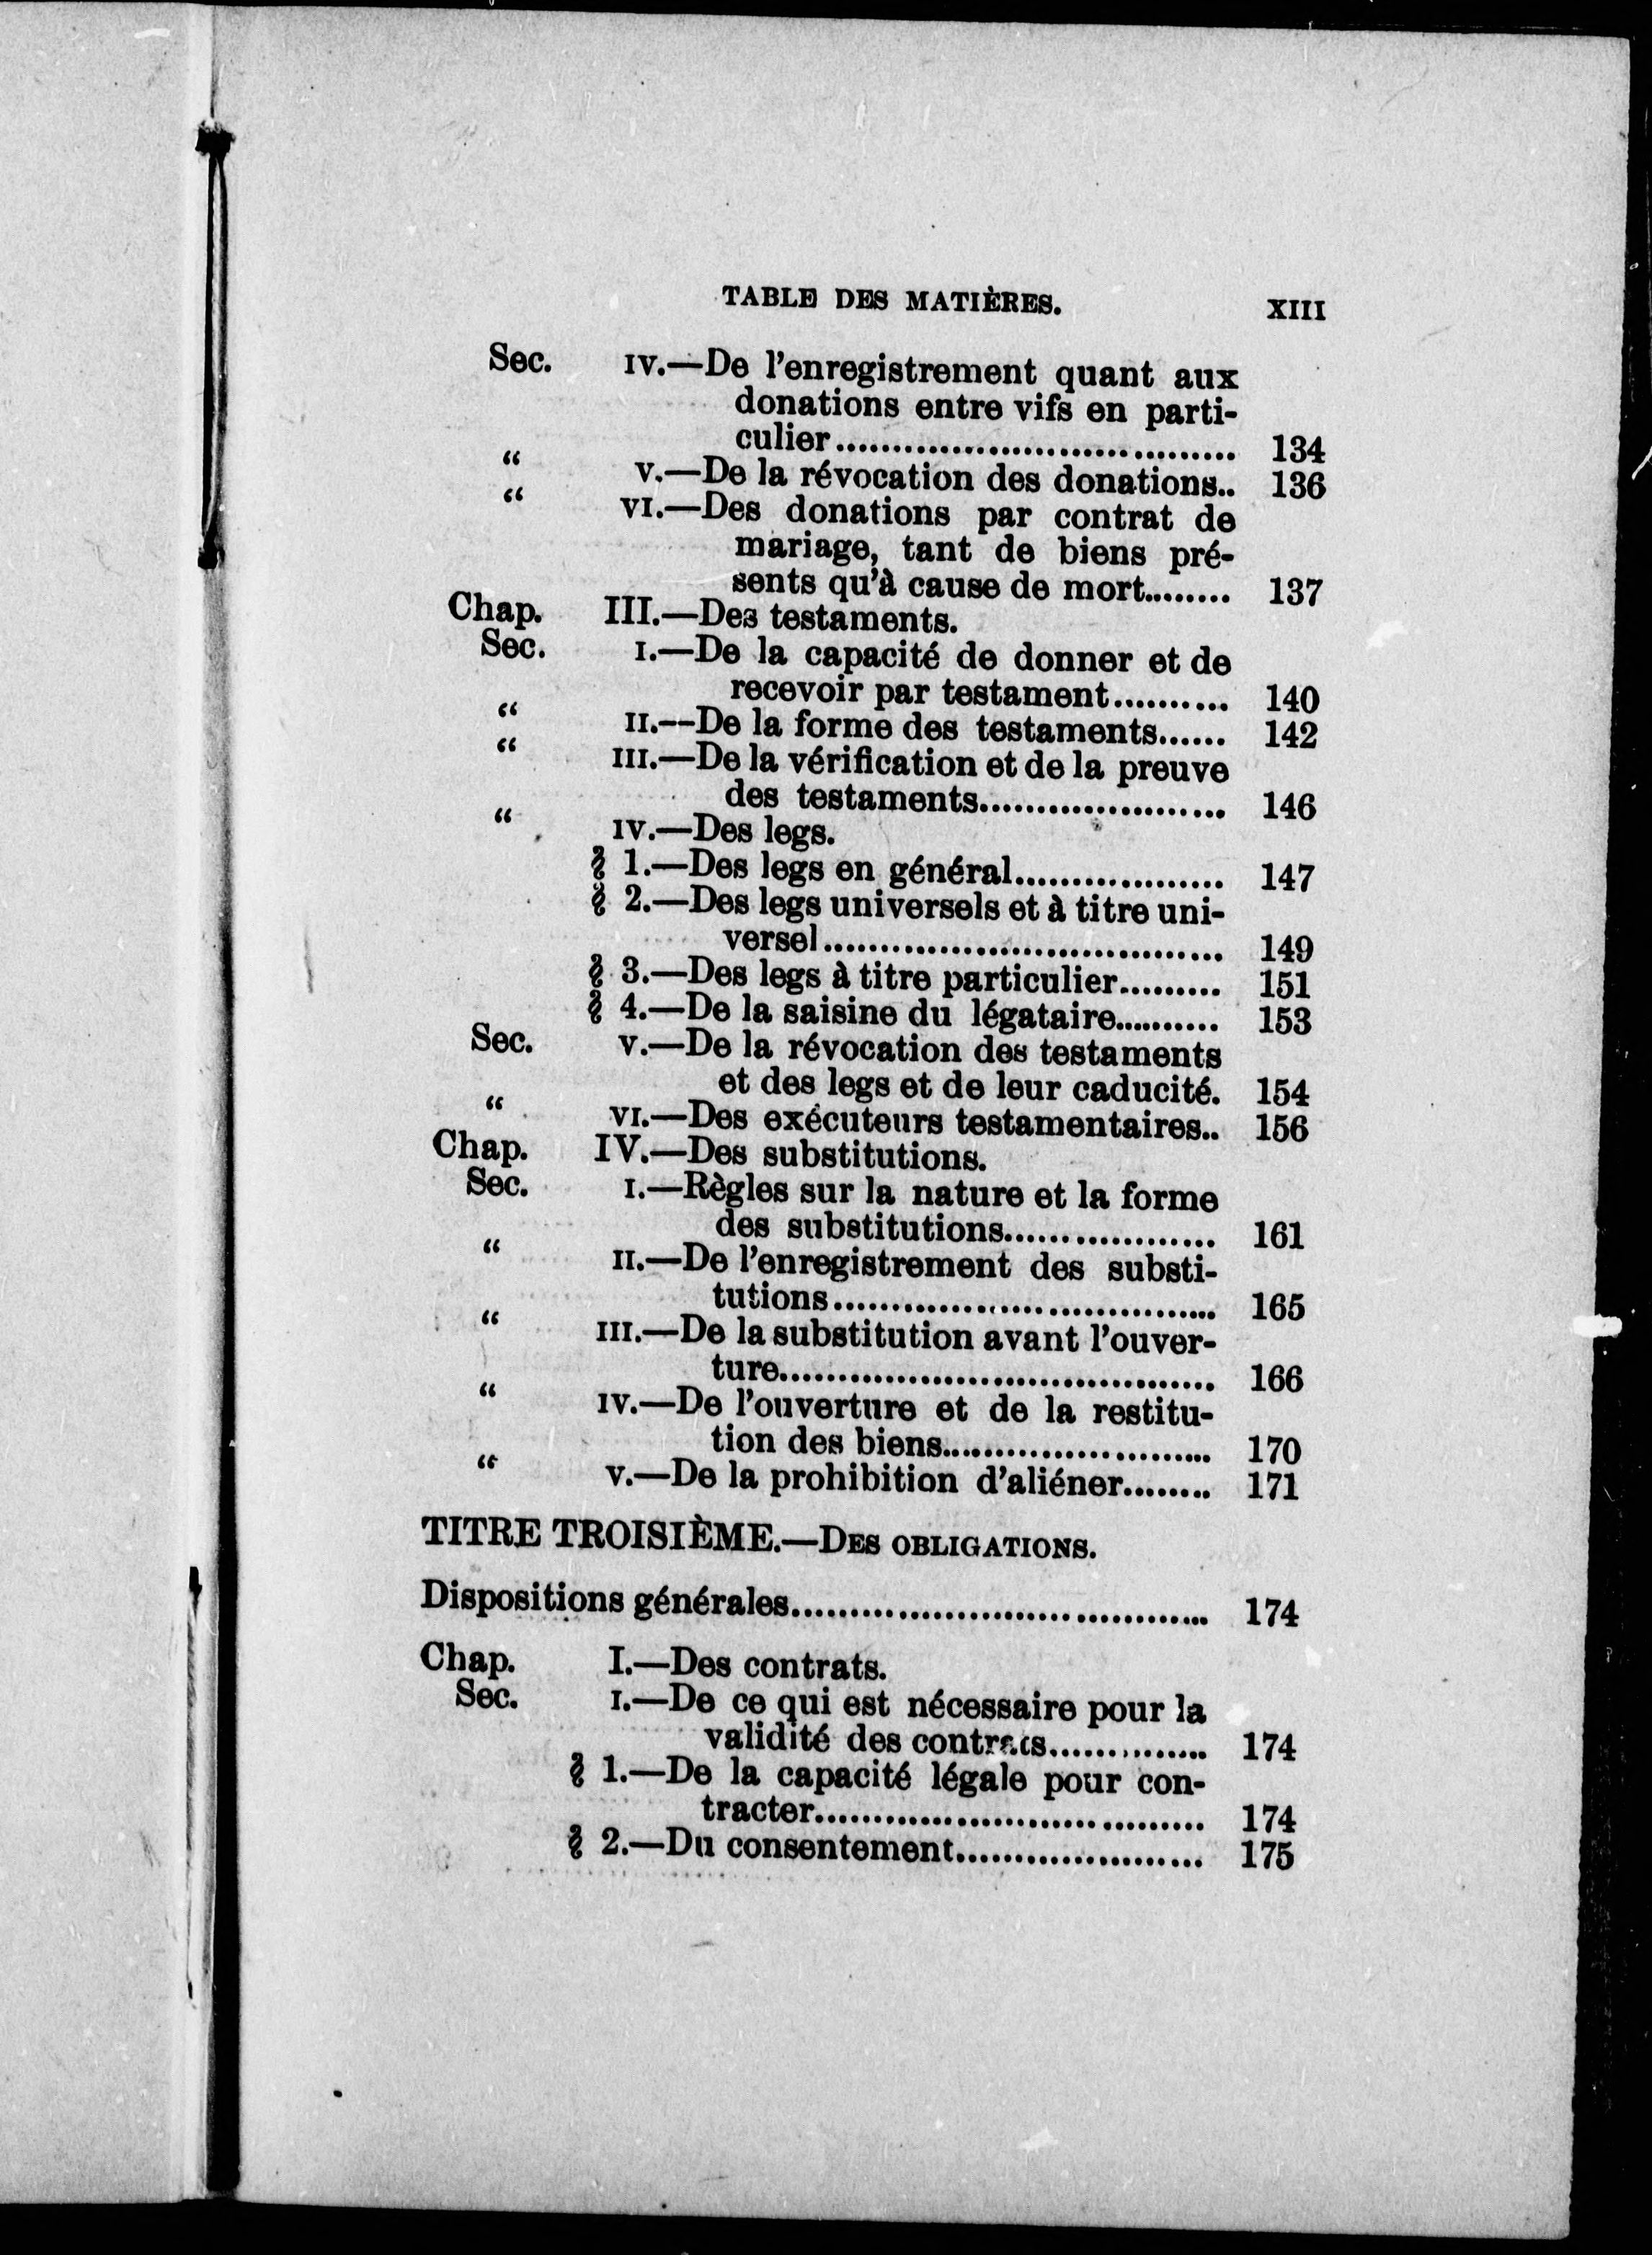 TABLE DES MATIÈRES. XIII
Sec. IV.—De l'enregistrement quant aux
donations entre vifs en parti-
culier.................................. 134
“ V.—De la révocation des donations.. 136
“ VI.—Des donations par contrat de
mariage, tant de biens pré-
sents qu'à cause de mort........ 137
Chap. III.—Des testaments.
Sec. I.—De la capacité de donner et de
recevoir par testament.......... 140
“ II.—De la forme des testaments...... 142
“ III.—De la vérification et de la preuve
des testaments...................... 146
“ IV.—Des legs.
§ 1.—Des legs en général.................. 147
§ 2.—Des legs universels et à titre uni-
versel.................................. 149
§ 3.—Des legs à titre particulier......... 151
§ 4.—De la saisine du légataire.......... 153
Sec. V.—De la révocation des testaments
et des legs et de leur caducité. 154
“ VI.—Des exécuteurs testamentaires.. 156
Chap. IV.—Des substitutions.
Sec. I.—Règles sur la nature et la forme
des substitutions.................. 161
“ II.—De l'enregistrement des substi-
tutions................................ 165
“ III.—De la substitution avant l'ouver-
ture..................................... 166
“ IV.—De l'ouverture et de la restitu-
tion des biens....................... 170
“ V.—De la prohibition d'aliéner........ 171
TITRE TROISIÈME.—DES OBLIGATIONS.
Dispositions générales.................................... 174
Chap. I.—Des contrats.
Sec. I.—De ce qui est nécessaire pour la
validité des contrats.............. 174
§ 1.—De la capacité légale pour con-
tracter................................. 174
§ 2.—Du consentement..................... 175